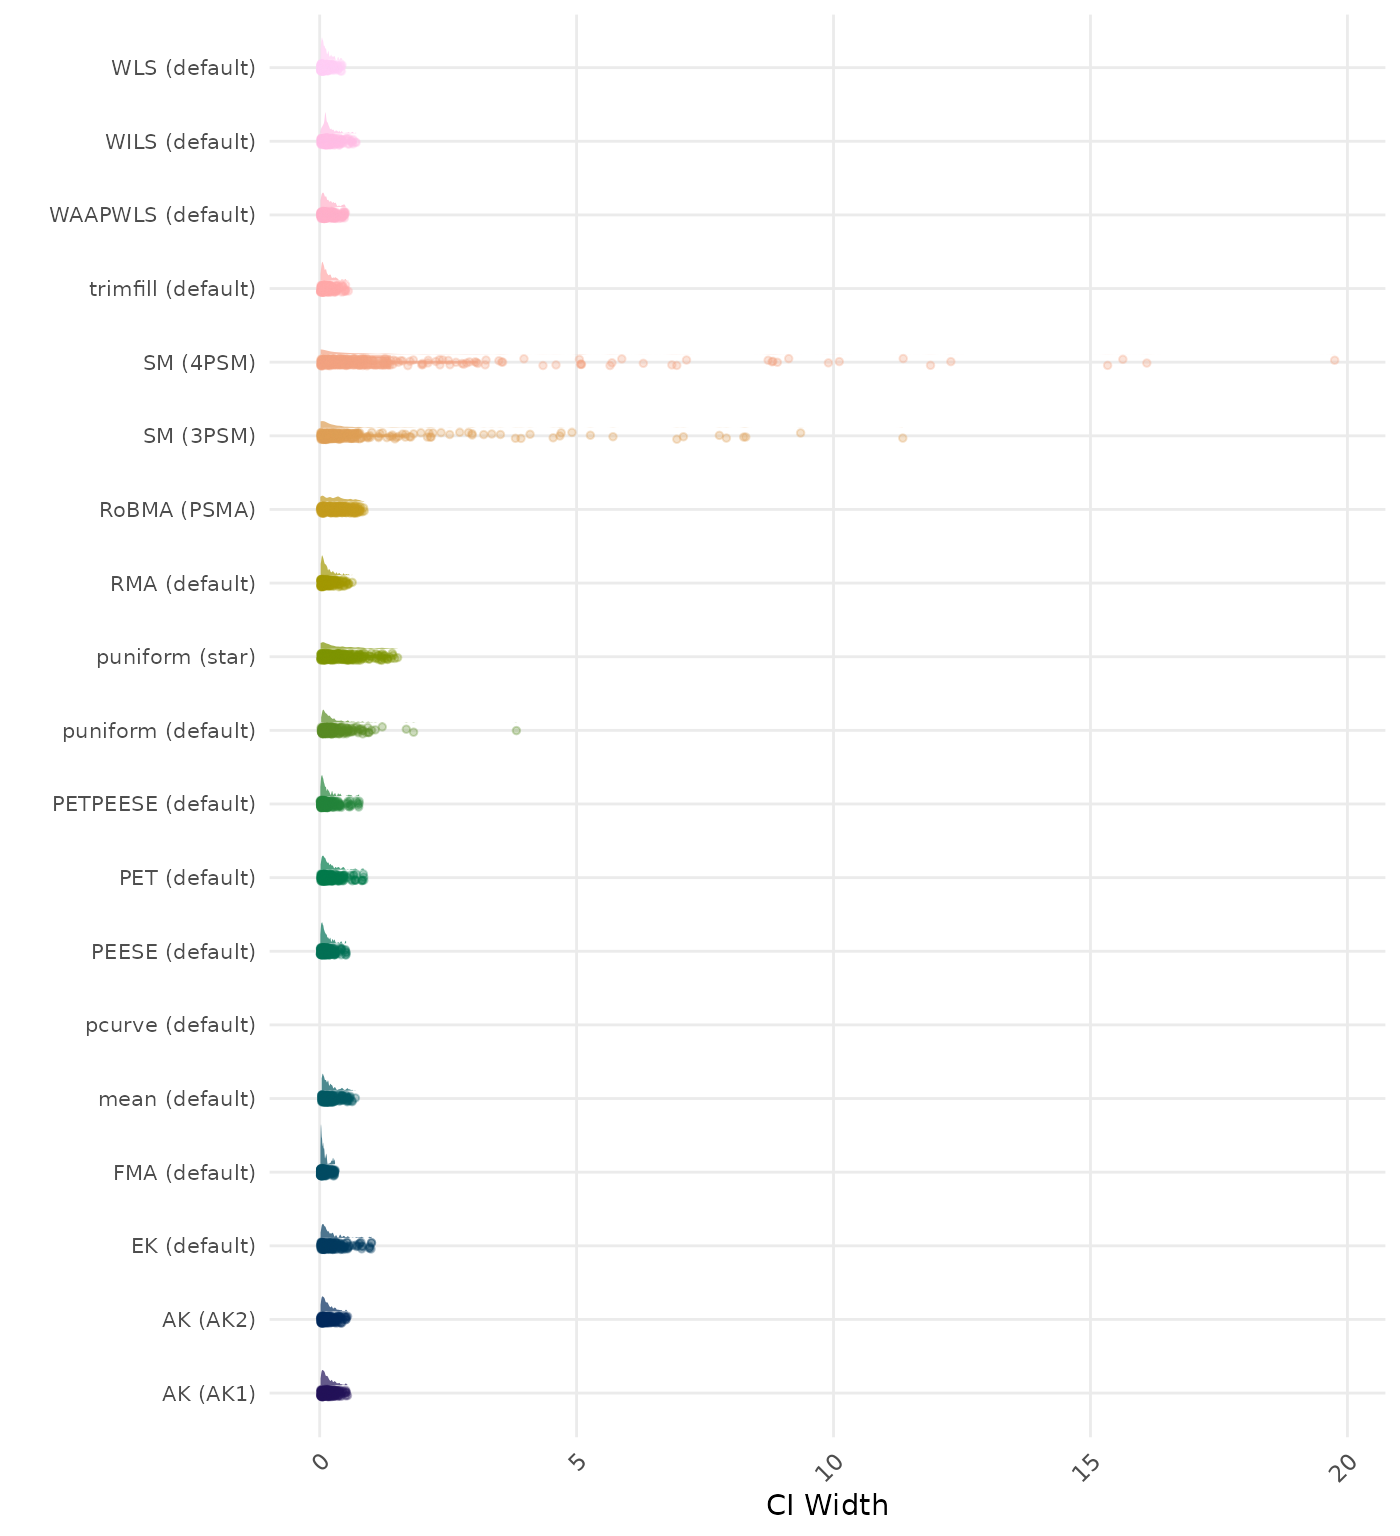 WLS (default)
WILS (default)
WAAPWLS (default)
trimfill (default)
SM (4PSM)
SM (3PSM)
RoBMA (PSMA)
RMA (default)
puniform (star)
puniform (default)
PETPEESE (default)
PET (default)
PEESE (default)
pcurve (default)
mean (default)
FMA (default)
EK (default)
AK (AK2)
AK (AK1)
0 5 10 15 20
CI Width